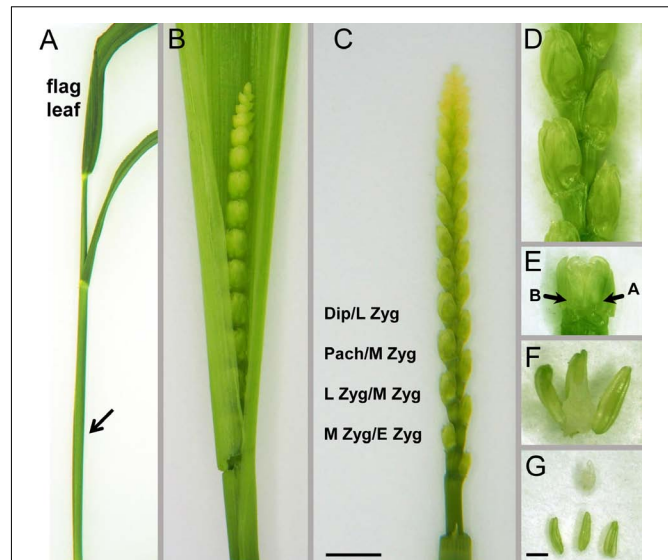 A
flag
leaf
B
C
Dip/L Zyg
Pach/M Zyg
L Zyg/M Zyg
M Zyg/E Zyg
D
E
B
A
F
G